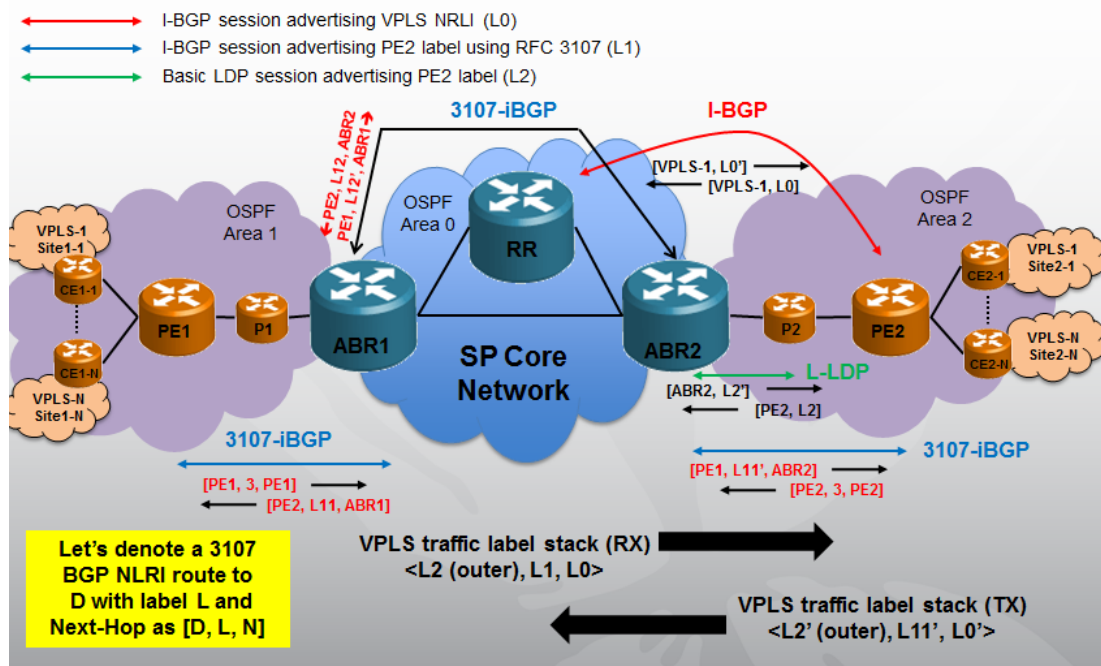 I-BGP session advertising VPLS NRLI (L0)
I-BGP session advertising PE2 label using RFC 3107 (L1)
Basic LDP session advertising PE2 label (L2)
3107-iBGP
I-BGP
PE2, L12, ABR2
PE1, L12', ABR1
[VPLS-1, L0']
[VPLS-1, L0]
OSPF
Area 1
OSPF
Area 0
OSPF
Area 2
RR
VPLS-1
Site1-1
CE1-1
PE1
P1
ABR1
CE1-N
VPLS-N
Site1-N
SP Core
Network
ABR2
P2
PE2
VPLS-1
Site2-1
CE2-1
VPLS-N
Site2-N
CE2-N
L-LDP
[ABR2, L2']
[PE2, L2]
3107-iBGP
[PE1, 3, PE1]
[PE2, L11, ABR1]
3107-iBGP
[PE1, L11', ABR2]
[PE2, 3, PE2]
Let's denote a 3107
BGP NLRI route to
D with label L and
Next-Hop as [D, L, N]
VPLS traffic label stack (RX)
<L2 (outer), L1, L0>
VPLS traffic label stack (TX)
<L2' (outer), L11', L0'>